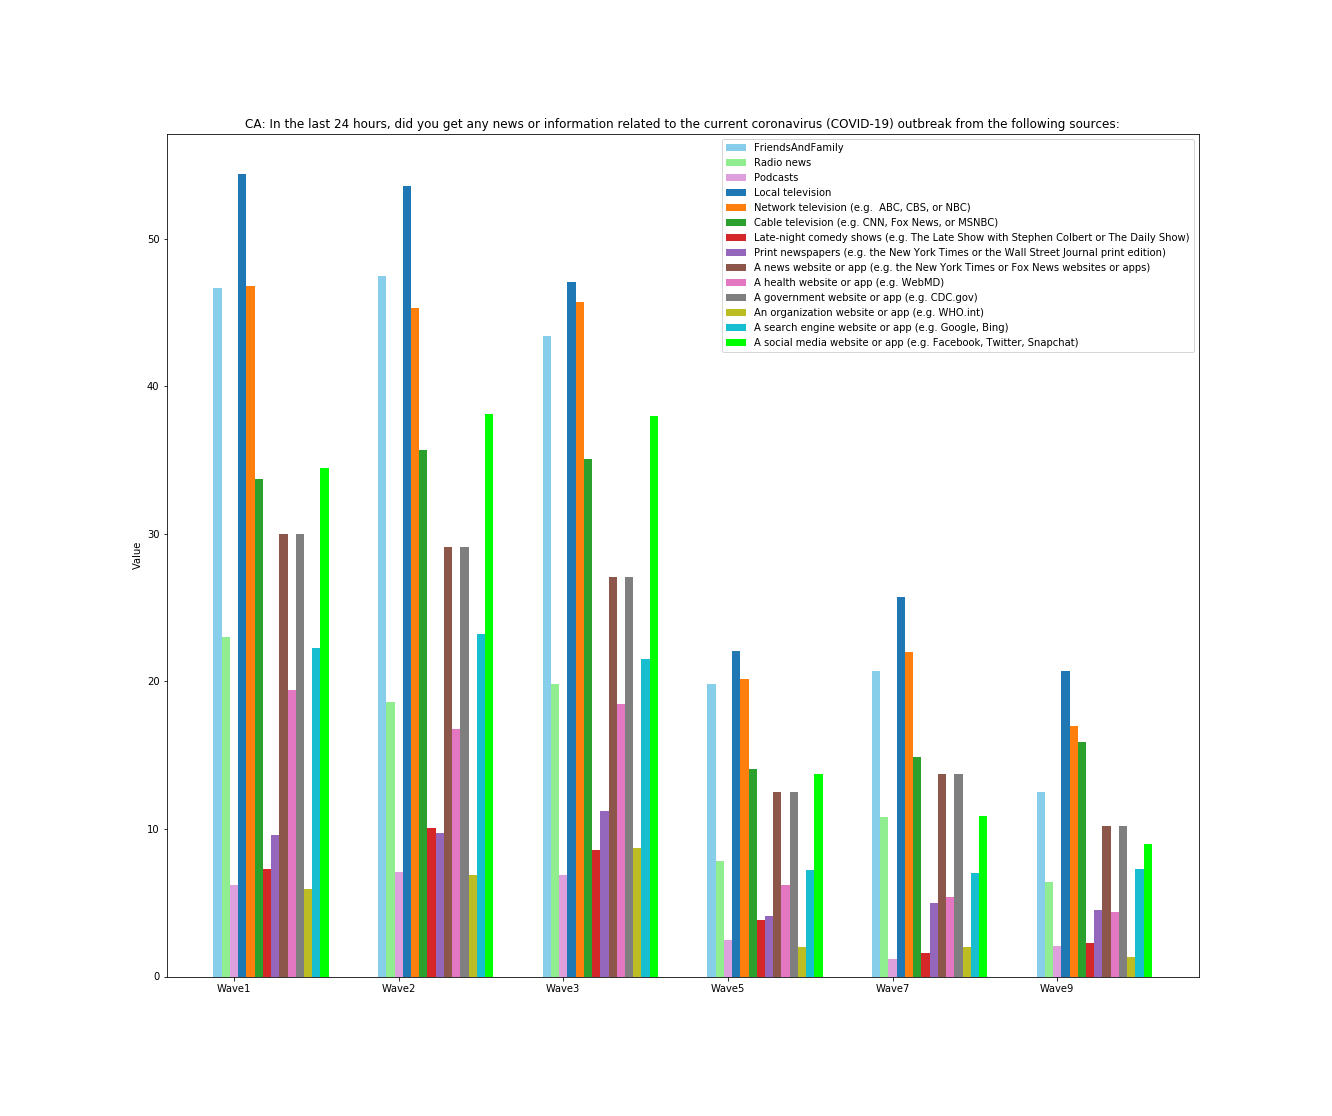 CA: In the last 24 hours, did you get any news or information related to the current coronavirus (COVID-19) outbreak from the following sources:
FriendsAndFamily
Radio news
Podcasts
Local television
Network television (e.g.  ABC, CBS, or NBC)
Cable television (e.g. CNN, Fox News, or MSNBC)
Late-night comedy shows (e.g. The Late Show with Stephen Colbert or The Daily Show)
Print newspapers (e.g. the New York Times or the Wall Street Journal print edition)
A news website or app (e.g. the New York Times or Fox News websites or apps)
A health website or app (e.g. WebMD)
A government website or app (e.g. CDC.gov)
An organization website or app (e.g. WHO.int)
A search engine website or app (e.g. Google, Bing)
A social media website or app (e.g. Facebook, Twitter, Snapchat)
50
40
30
20
10
0
Value
Wave1 Wave2 Wave3 Wave5 Wave7 Wave9